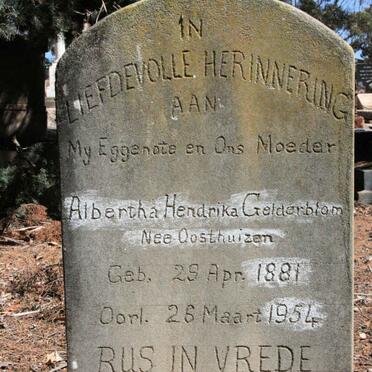 IN
LIEFDEVOLLE HERINNERING
AAN
My Eggenote en Ons Moeder
Albertha Hendrika Gelderblom
Nee Oosthuizen
Geb. 29 Apr. 1881
Oorl. 26 Maart 1954
RUS IN VREDE